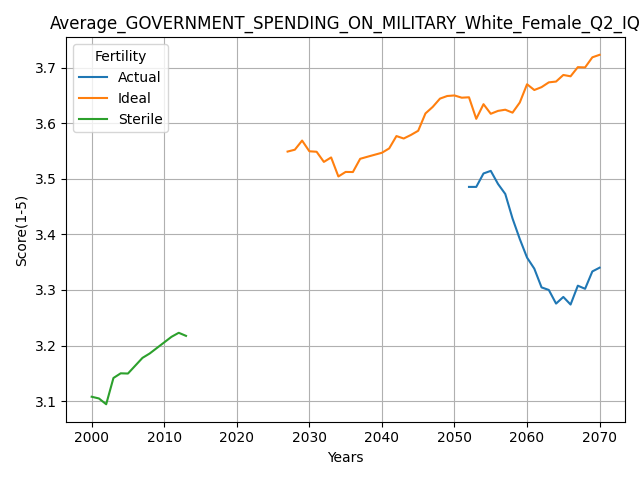 Average_GOVERNMENT_SPENDING_ON_MILITARY_White_Female_Q2_IQ
Fertility
Actual
Ideal
Sterile
Score(1-5)
3.7
3.6
3.5
3.4
3.3
3.2
3.1
2000 2010 2020 2030 2040 2050 2060 2070
Years